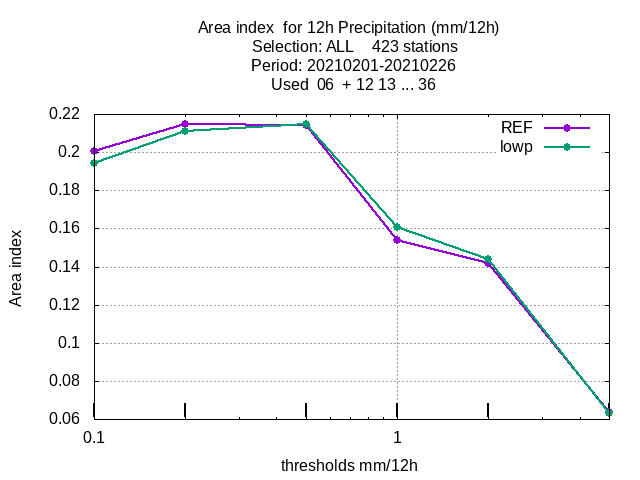 Area index  for 12h Precipitation (mm/12h)
Selection: ALL    423 stations
Period: 20210201-20210226
Used  06  + 12 13 ... 36
REF
lowp
0.22
0.2
0.18
0.16
0.14
0.12
0.1
0.08
0.06
Area index
0.1
1
thresholds mm/12h